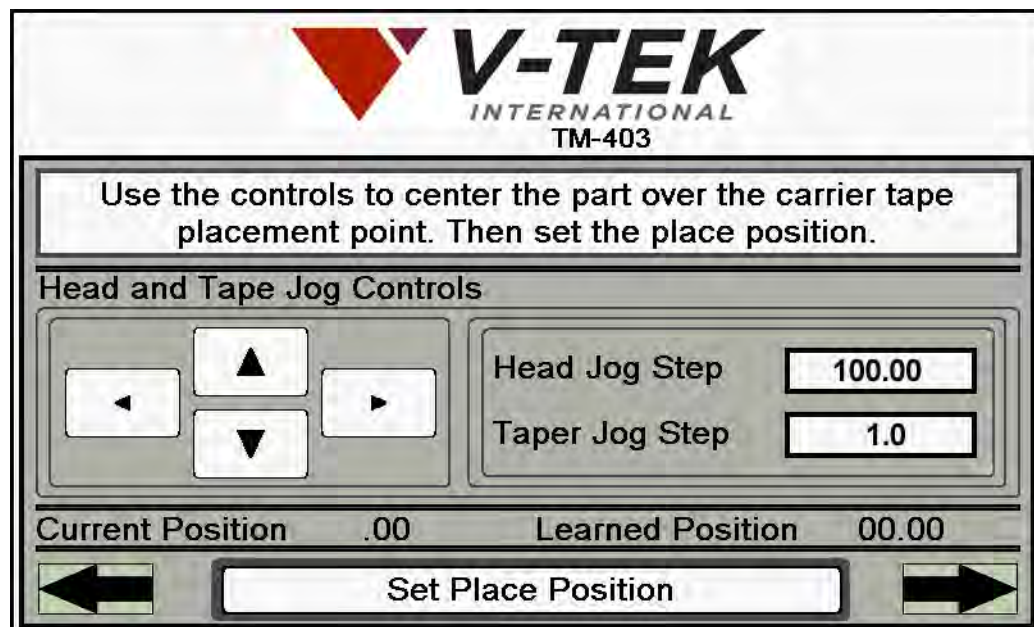 V-TEK
INTERNATIONAL
TM-403
Use the controls to center the part over the carrier tape
placement point. Then set the place position.
Head and Tape Jog Controls
Head Jog Step 100.00
Taper Jog Step 1.0
Current Position .00 Learned Position 00.00
Set Place Position